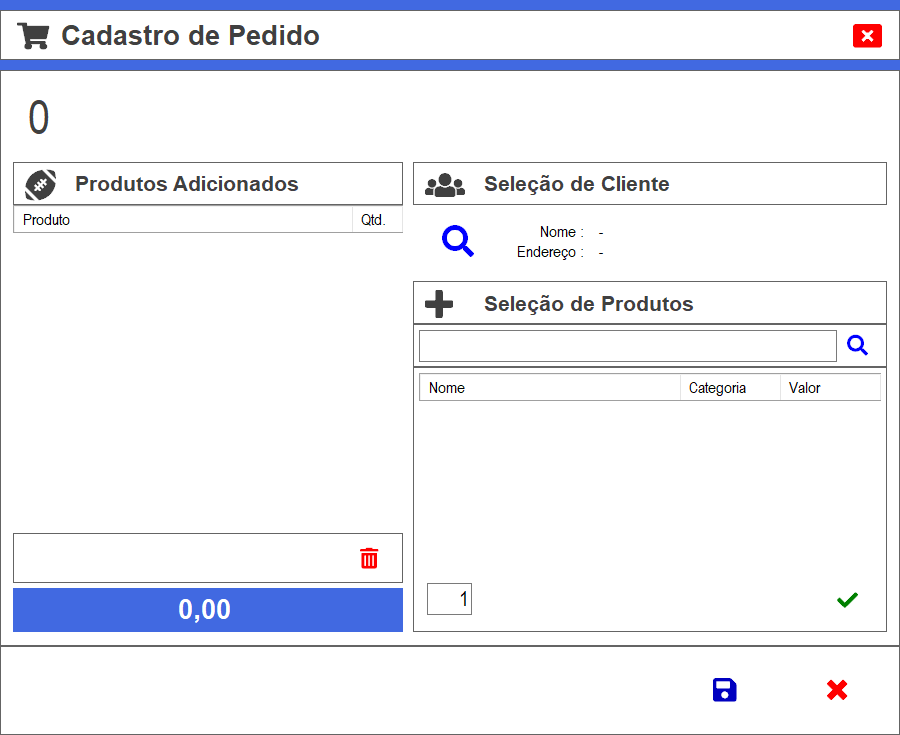 Cadastro de Pedido
0
Produtos Adicionados
Produto Qtd.
0,00
Seleção de Cliente
Nome : -
Endereço : -
Seleção de Produtos
Nome Categoria Valor
1